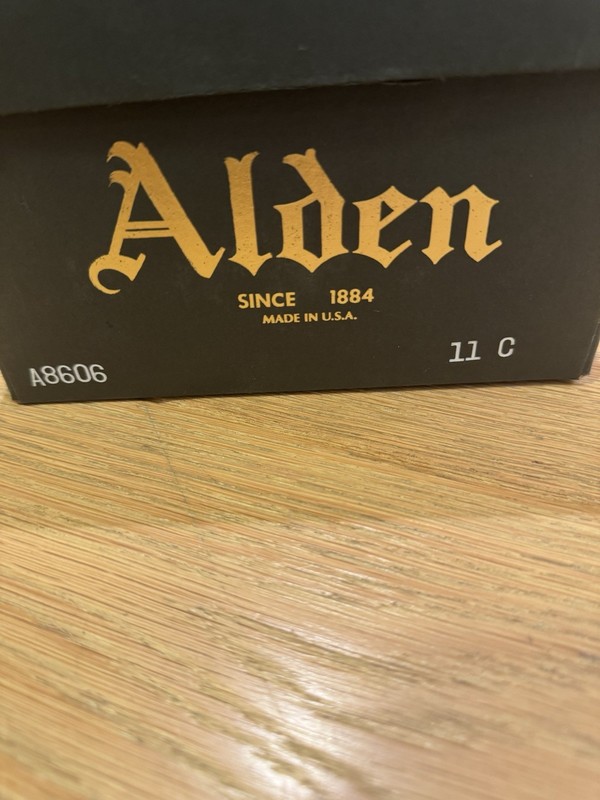 Alden
SINCE 1884
MADE IN U.S.A.
A8606
11 C